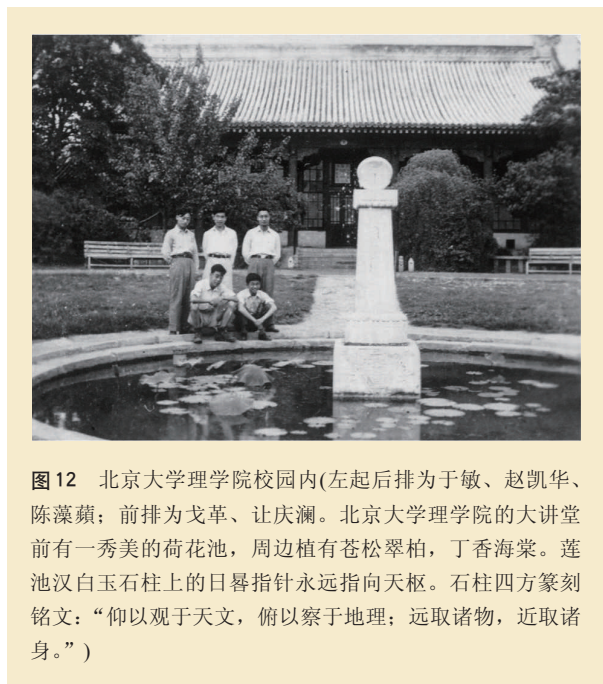 图12 北京大学理学院校园内(左起后排为于敏、赵凯华、
陈藻蘋；前排为戈革、让庆澜。北京大学理学院的大讲堂
前有一秀美的荷花池，周边植有苍松翠柏，丁香海棠。莲
池汉白玉石柱上的日晷指针永远指向天枢。石柱四方篆刻
铭文：“仰以观于天文，俯以察于地理；远取诸物，近取诸
身。”)